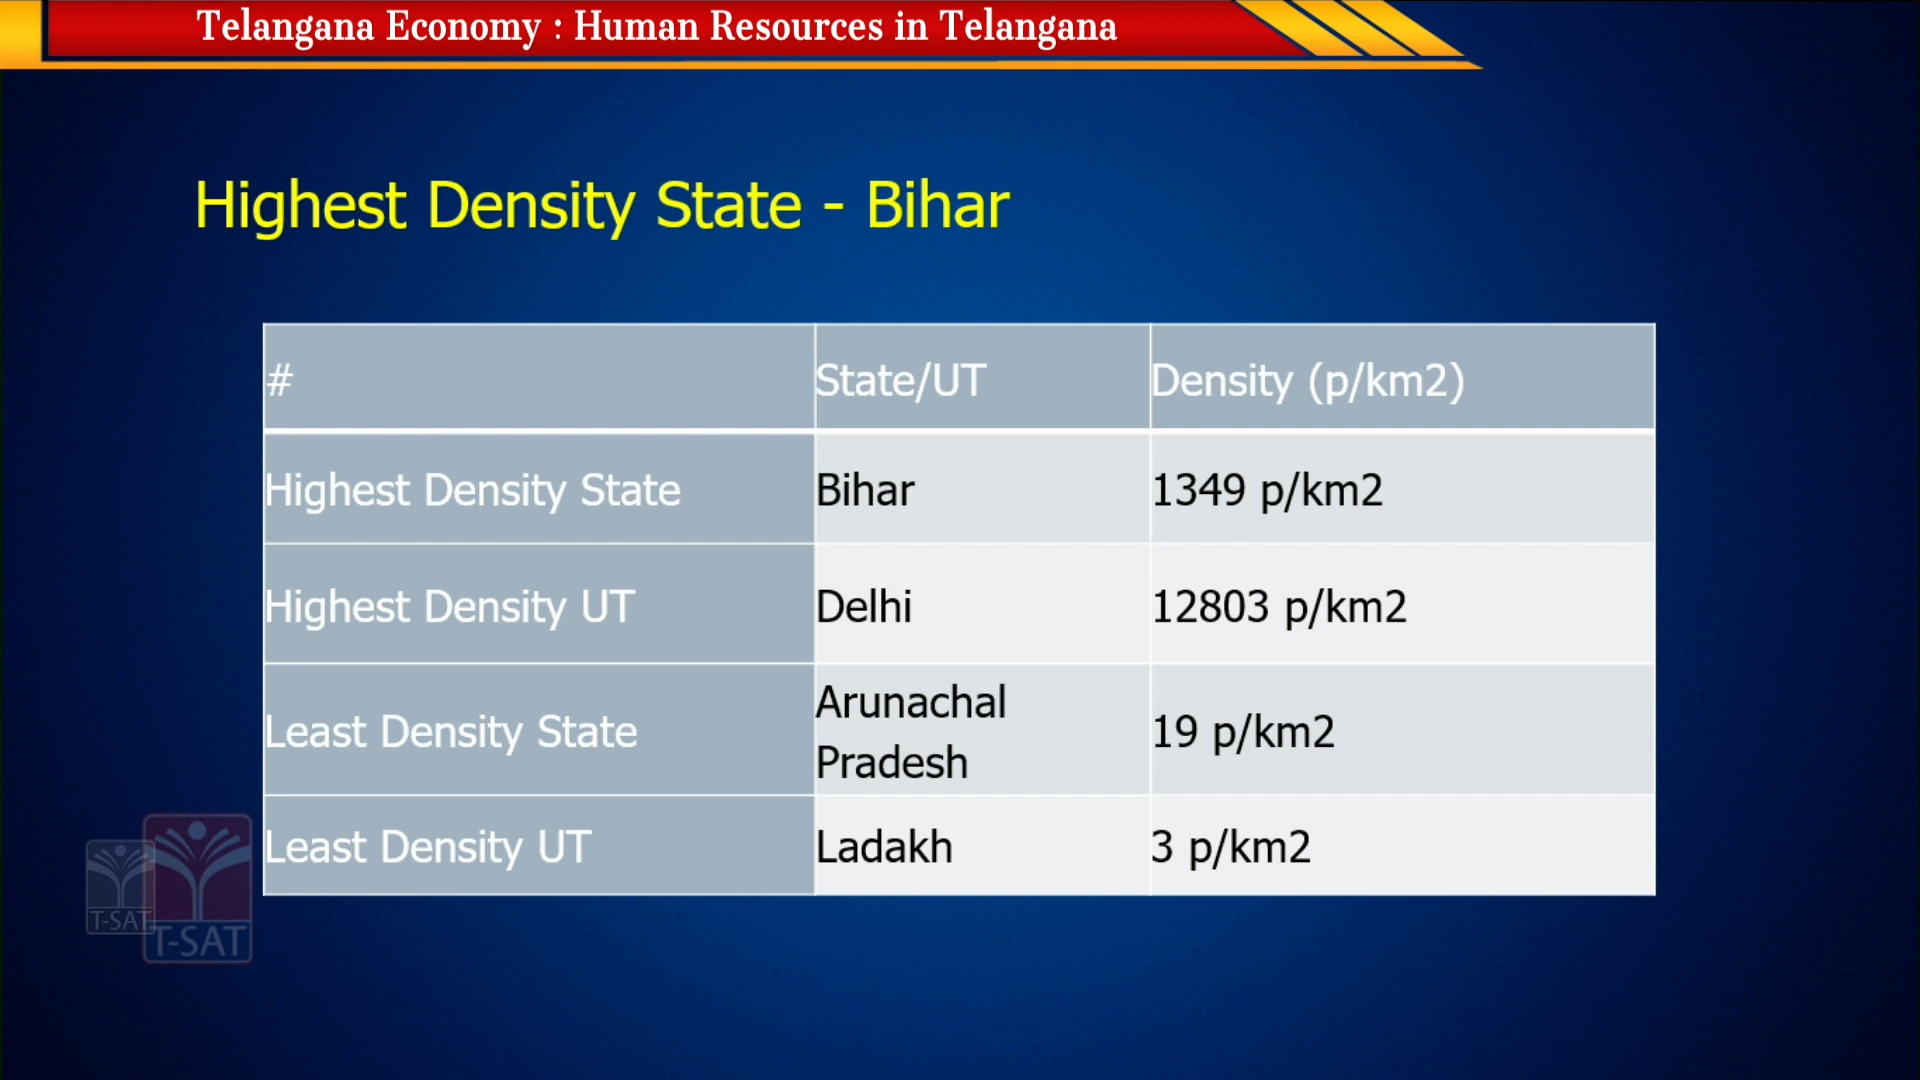 Telangana Economy : Human Resources in Telangana
Highest Density State - Bihar
# State/UT Density (p/km2)
Highest Density State Bihar 1349 p/km2
Highest Density UT Delhi 12803 p/km2
Least Density State Arunachal Pradesh 19 p/km2
Least Density UT Ladakh 3 p/km2
T-SAT
T-SAT